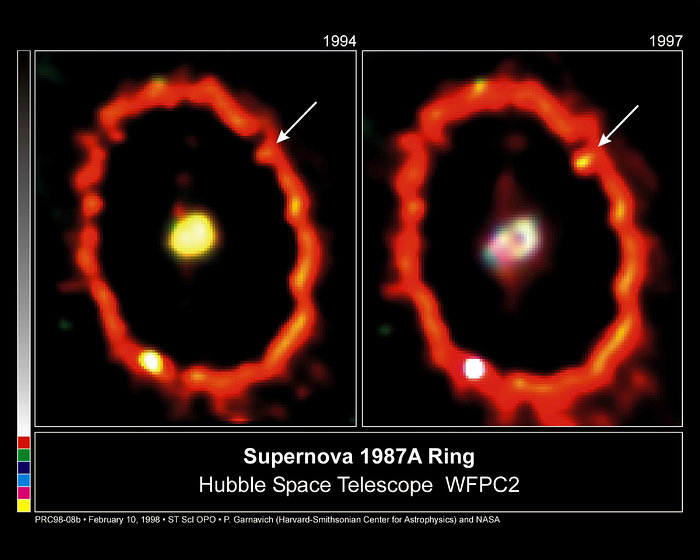 1994
1997
Supernova 1987A Ring
Hubble Space Telescope WFPC2
PRC98-08b • February 10, 1998 • ST ScI OPO • P. Garnavich (Harvard-Smithsonian Center for Astrophysics) and NASA